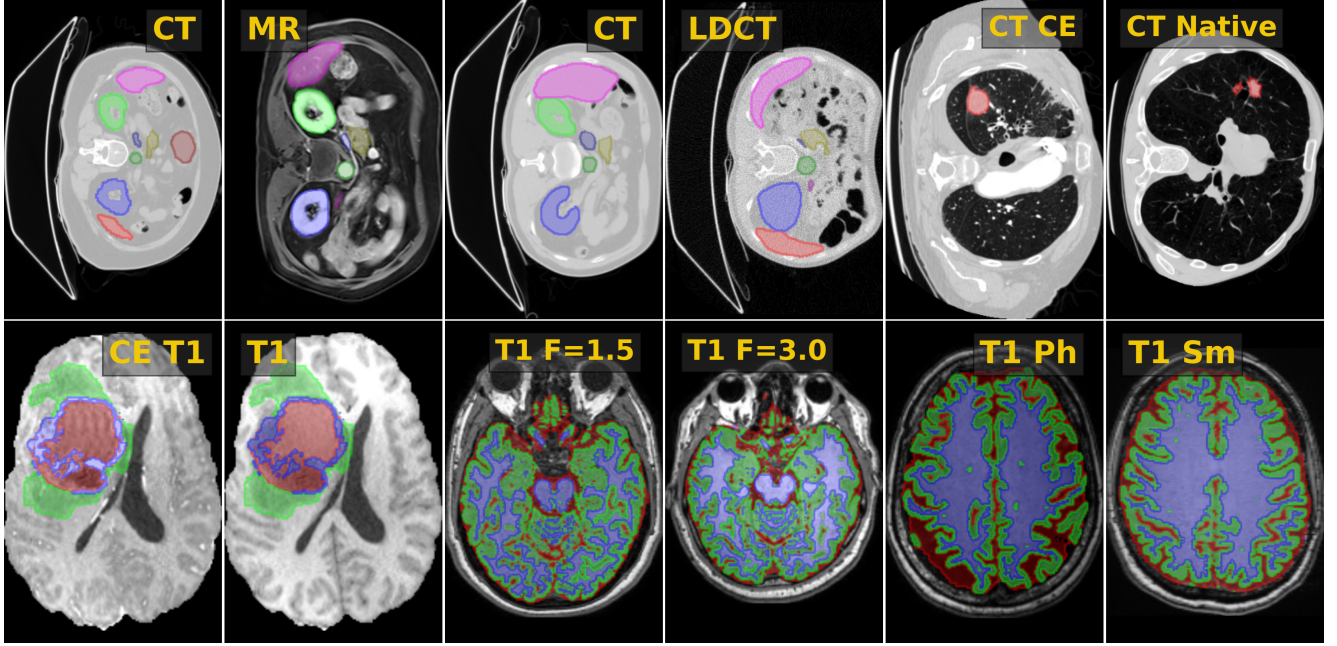 CT
MR
CT
LDCT
CT CE
CT Native
CE T1
T1
T1 F=1.5
T1 F=3.0
T1 Ph
T1 Sm